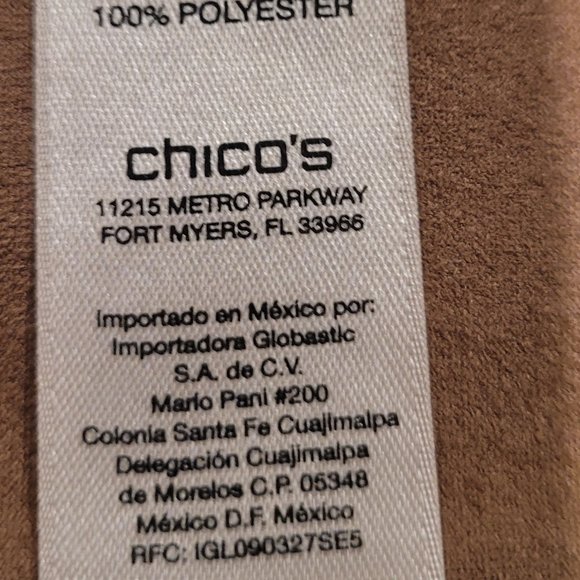 100% POLYESTER
chico's
11215 METRO PARKWAY
FORT MYERS, FL 33966
Importado en México por:
Importadora Globastic
S.A. de C.V.
Mario Pani #200
Colonia Santa Fe Cuajimalpa
Delegación Cuajimalpa
de Morelos C.P. 05348
México D.F. México
RFC: IGL090327SE5